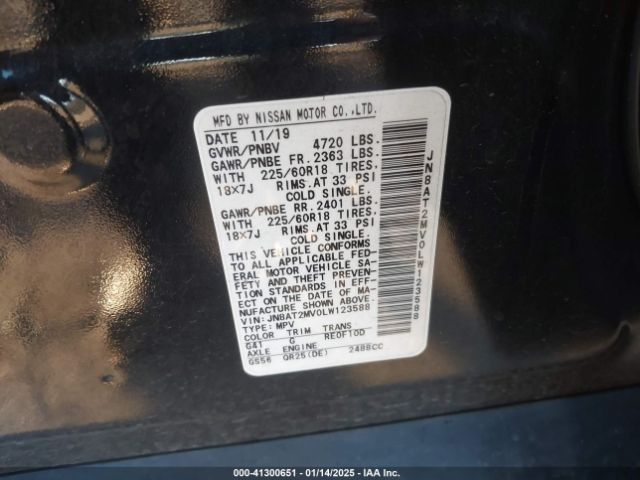 MFD BY NISSAN MOTOR CO.,LTD.
DATE 11/19
GVWR/PNBV 4720 LBS.
GAWR/PNBE FR. 2363 LBS.
WITH 225/60R18 TIRES.
18X7J RIMS. AT 33 PSI
COLD SINGLE.
GAWR/PNBE RR. 2401 LBS.
WITH 225/60R18 TIRES.
18X7J RIMS. AT 33 PSI
COLD SINGLE.
THIS VEHICLE CONFORMS
TO ALL APPLICABLE FED-
ERAL MOTOR VEHICLE SA-
FETY AND THEFT PREVEN-
TION STANDARDS IN EFF-
ECT ON THE DATE OF MA-
NUFACTURE SHOWN ABOVE.
VIN: JN8AT2MV0LW123588
TYPE: MPV
COLOR TRIM TRANS
G41 G RE0F10D
AXLE ENGINE
GS56 QR25(DE) 2488CC
JN8AT2MV0LW123588
000-41300651 - 01/14/2025 - IAA Inc.